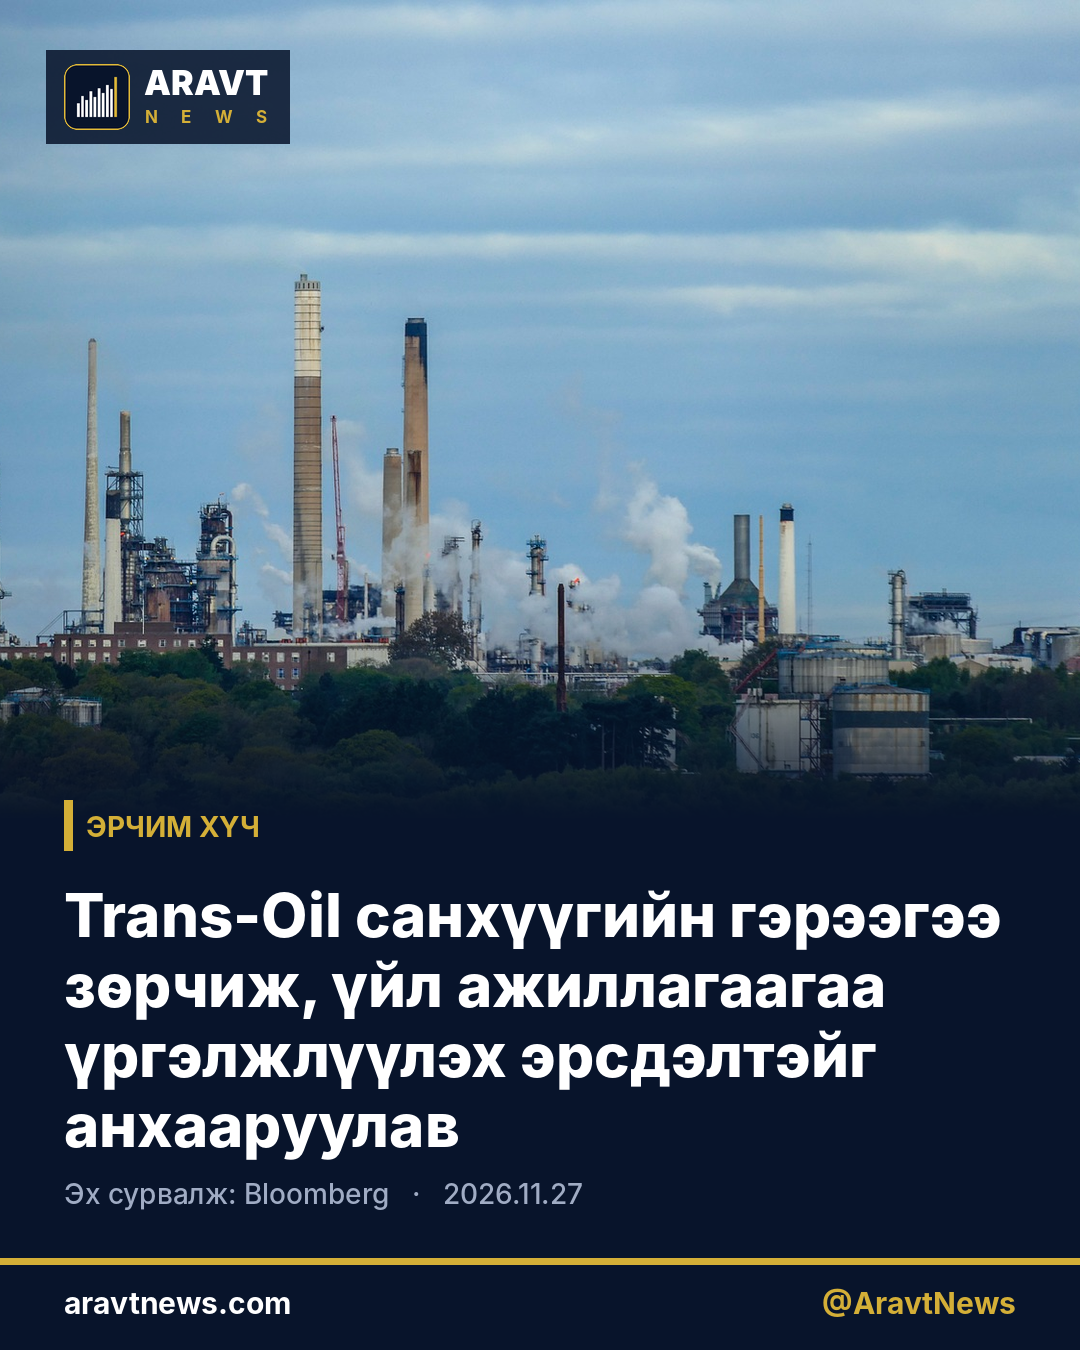 ARAVT
NEWS
ЭРЧИМ ХҮЧ
Trans-Oil санхүүгийн гэрээгээ
зөрчиж, үйл ажиллагаагаа
үргэлжлүүлэх эрсдэлтэйг
анхааруулав
Эх сурвалж: Bloomberg · 2026.11.27
aravtnews.com
@AravtNews